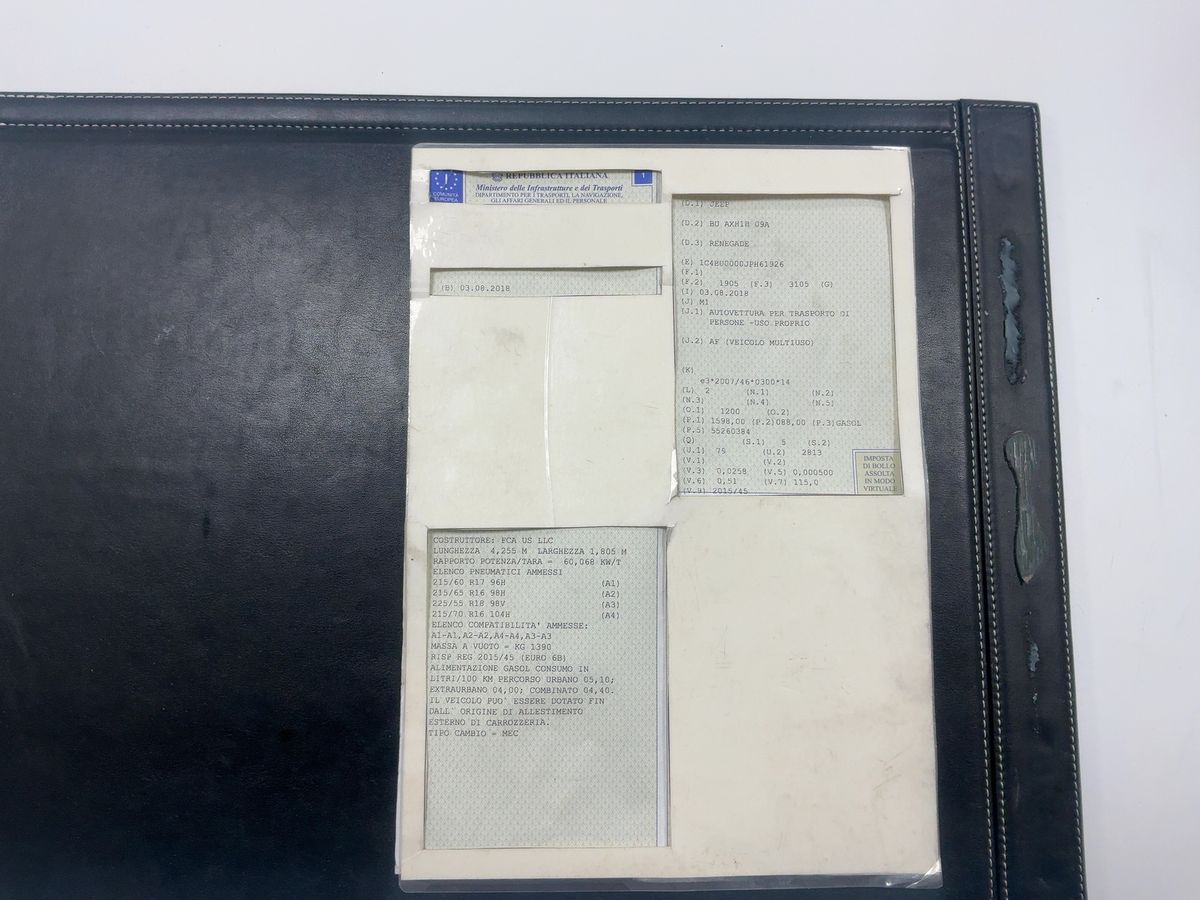 COMUNITÀ
EUROPEA
I
REPUBBLICA ITALIANA
1
Ministero delle Infrastrutture e dei Trasporti
DIPARTIMENTO PER I TRASPORTI, LA NAVIGAZIONE,
GLI AFFARI GENERALI ED IL PERSONALE
(B) 03.08.2018
(D.1) JEEP
(D.2) BU AXH1H 09A
(D.3) RENEGADE
(E) 1C4BU0000JPH61926
(F.1)
(F.2) 1905 (F.3) 3105 (G)
(I) 03.08.2018
(J) M1
(J.1) AUTOVETTURA PER TRASPORTO DI
PERSONE -USO PROPRIO
(J.2) AF (VEICOLO MULTIUSO)
(K)
e3*2007/46*0300*14
(L) 2 (N.1) (N.2)
(N.3) (N.4) (N.5)
(O.1) 1200 (O.2)
(P.1) 1598,00 (P.2)088,00 (P.3)GASOL
(P.5) 55260384
(Q) (S.1) 5 (S.2)
(U.1) 75 (U.2) 2813
(V.1) (V.2)
(V.3) 0,0258 (V.5) 0,000500
(V.6) 0,51 (V.7) 115,0
(V.9) 2015/45
IMPOSTA
DI BOLLO
ASSOLTA
IN MODO
VIRTUALE
COSTRUTTORE: FCA US LLC
LUNGHEZZA 4,255 M LARGHEZZA 1,805 M
RAPPORTO POTENZA/TARA = 60,068 KW/T
ELENCO PNEUMATICI AMMESSI
215/60 R17 96H (A1)
215/65 R16 98H (A2)
225/55 R18 98V (A3)
215/70 R16 104H (A4)
ELENCO COMPATIBILITA' AMMESSE:
A1-A1,A2-A2,A4-A4,A3-A3
MASSA A VUOTO = KG 1390
RISP REG 2015/45 (EURO 6B)
ALIMENTAZIONE GASOL CONSUMO IN
LITRI/100 KM PERCORSO URBANO 05,10;
EXTRAURBANO 04,00; COMBINATO 04,40.
IL VEICOLO PUO` ESSERE DOTATO FIN
DALL` ORIGINE DI ALLESTIMENTO
ESTERNO DI CARROZZERIA.
TIPO CAMBIO = MEC